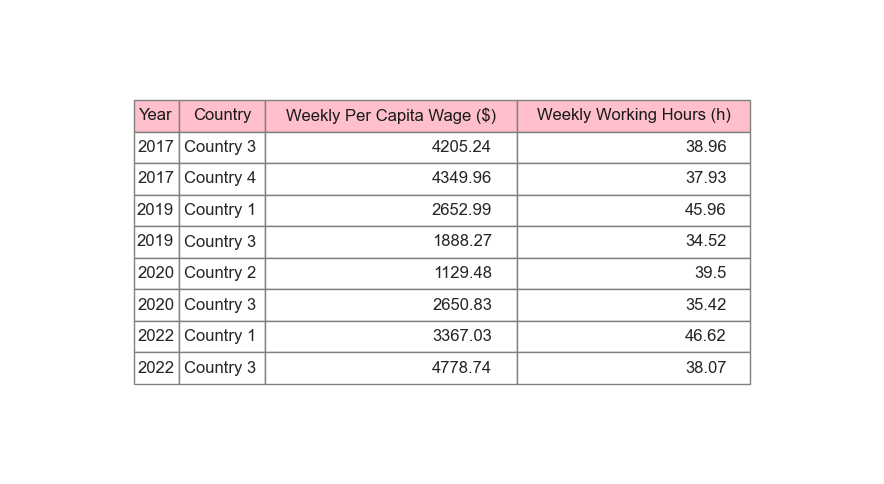 Year Country Weekly Per Capita Wage ($) Weekly Working Hours (h)
2017 Country 3 4205.24 38.96
2017 Country 4 4349.96 37.93
2019 Country 1 2652.99 45.96
2019 Country 3 1888.27 34.52
2020 Country 2 1129.48 39.5
2020 Country 3 2650.83 35.42
2022 Country 1 3367.03 46.62
2022 Country 3 4778.74 38.07